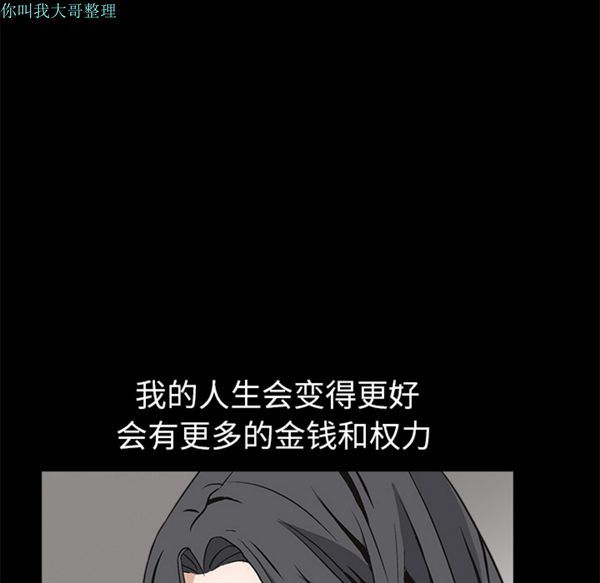 你叫我大哥整理
我的人生会变得更好
会有更多的金钱和权力